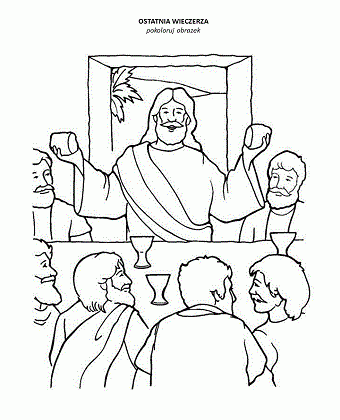 OSTATNIA WIECZERZA
pokoloruj obrazek